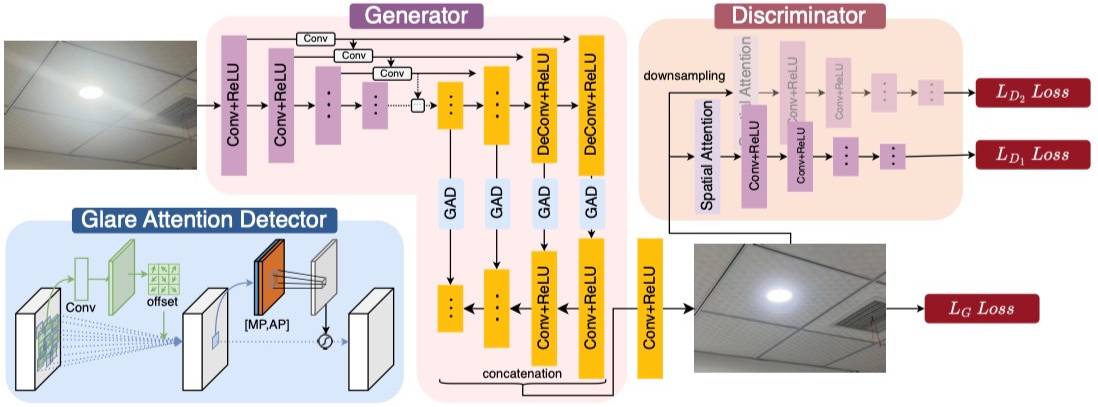 Generator
Conv+ReLU
Conv+ReLU
...
...
Conv
Conv
Conv
...
...
...
DeConv+ReLU
DeConv+ReLU
GAD
GAD
GAD
GAD
...
...
Conv+ReLU
Conv+ReLU
Conv+ReLU
concatenation
Discriminator
downsampling
Attention
Conv+ReLU
Conv+ReLU
...
...
L_{D_2} Loss
Spatial Attention
Conv+ReLU
Conv+ReLU
...
...
L_{D_1} Loss
L_G Loss
Glare Attention Detector
Conv
offset
[MP,AP]